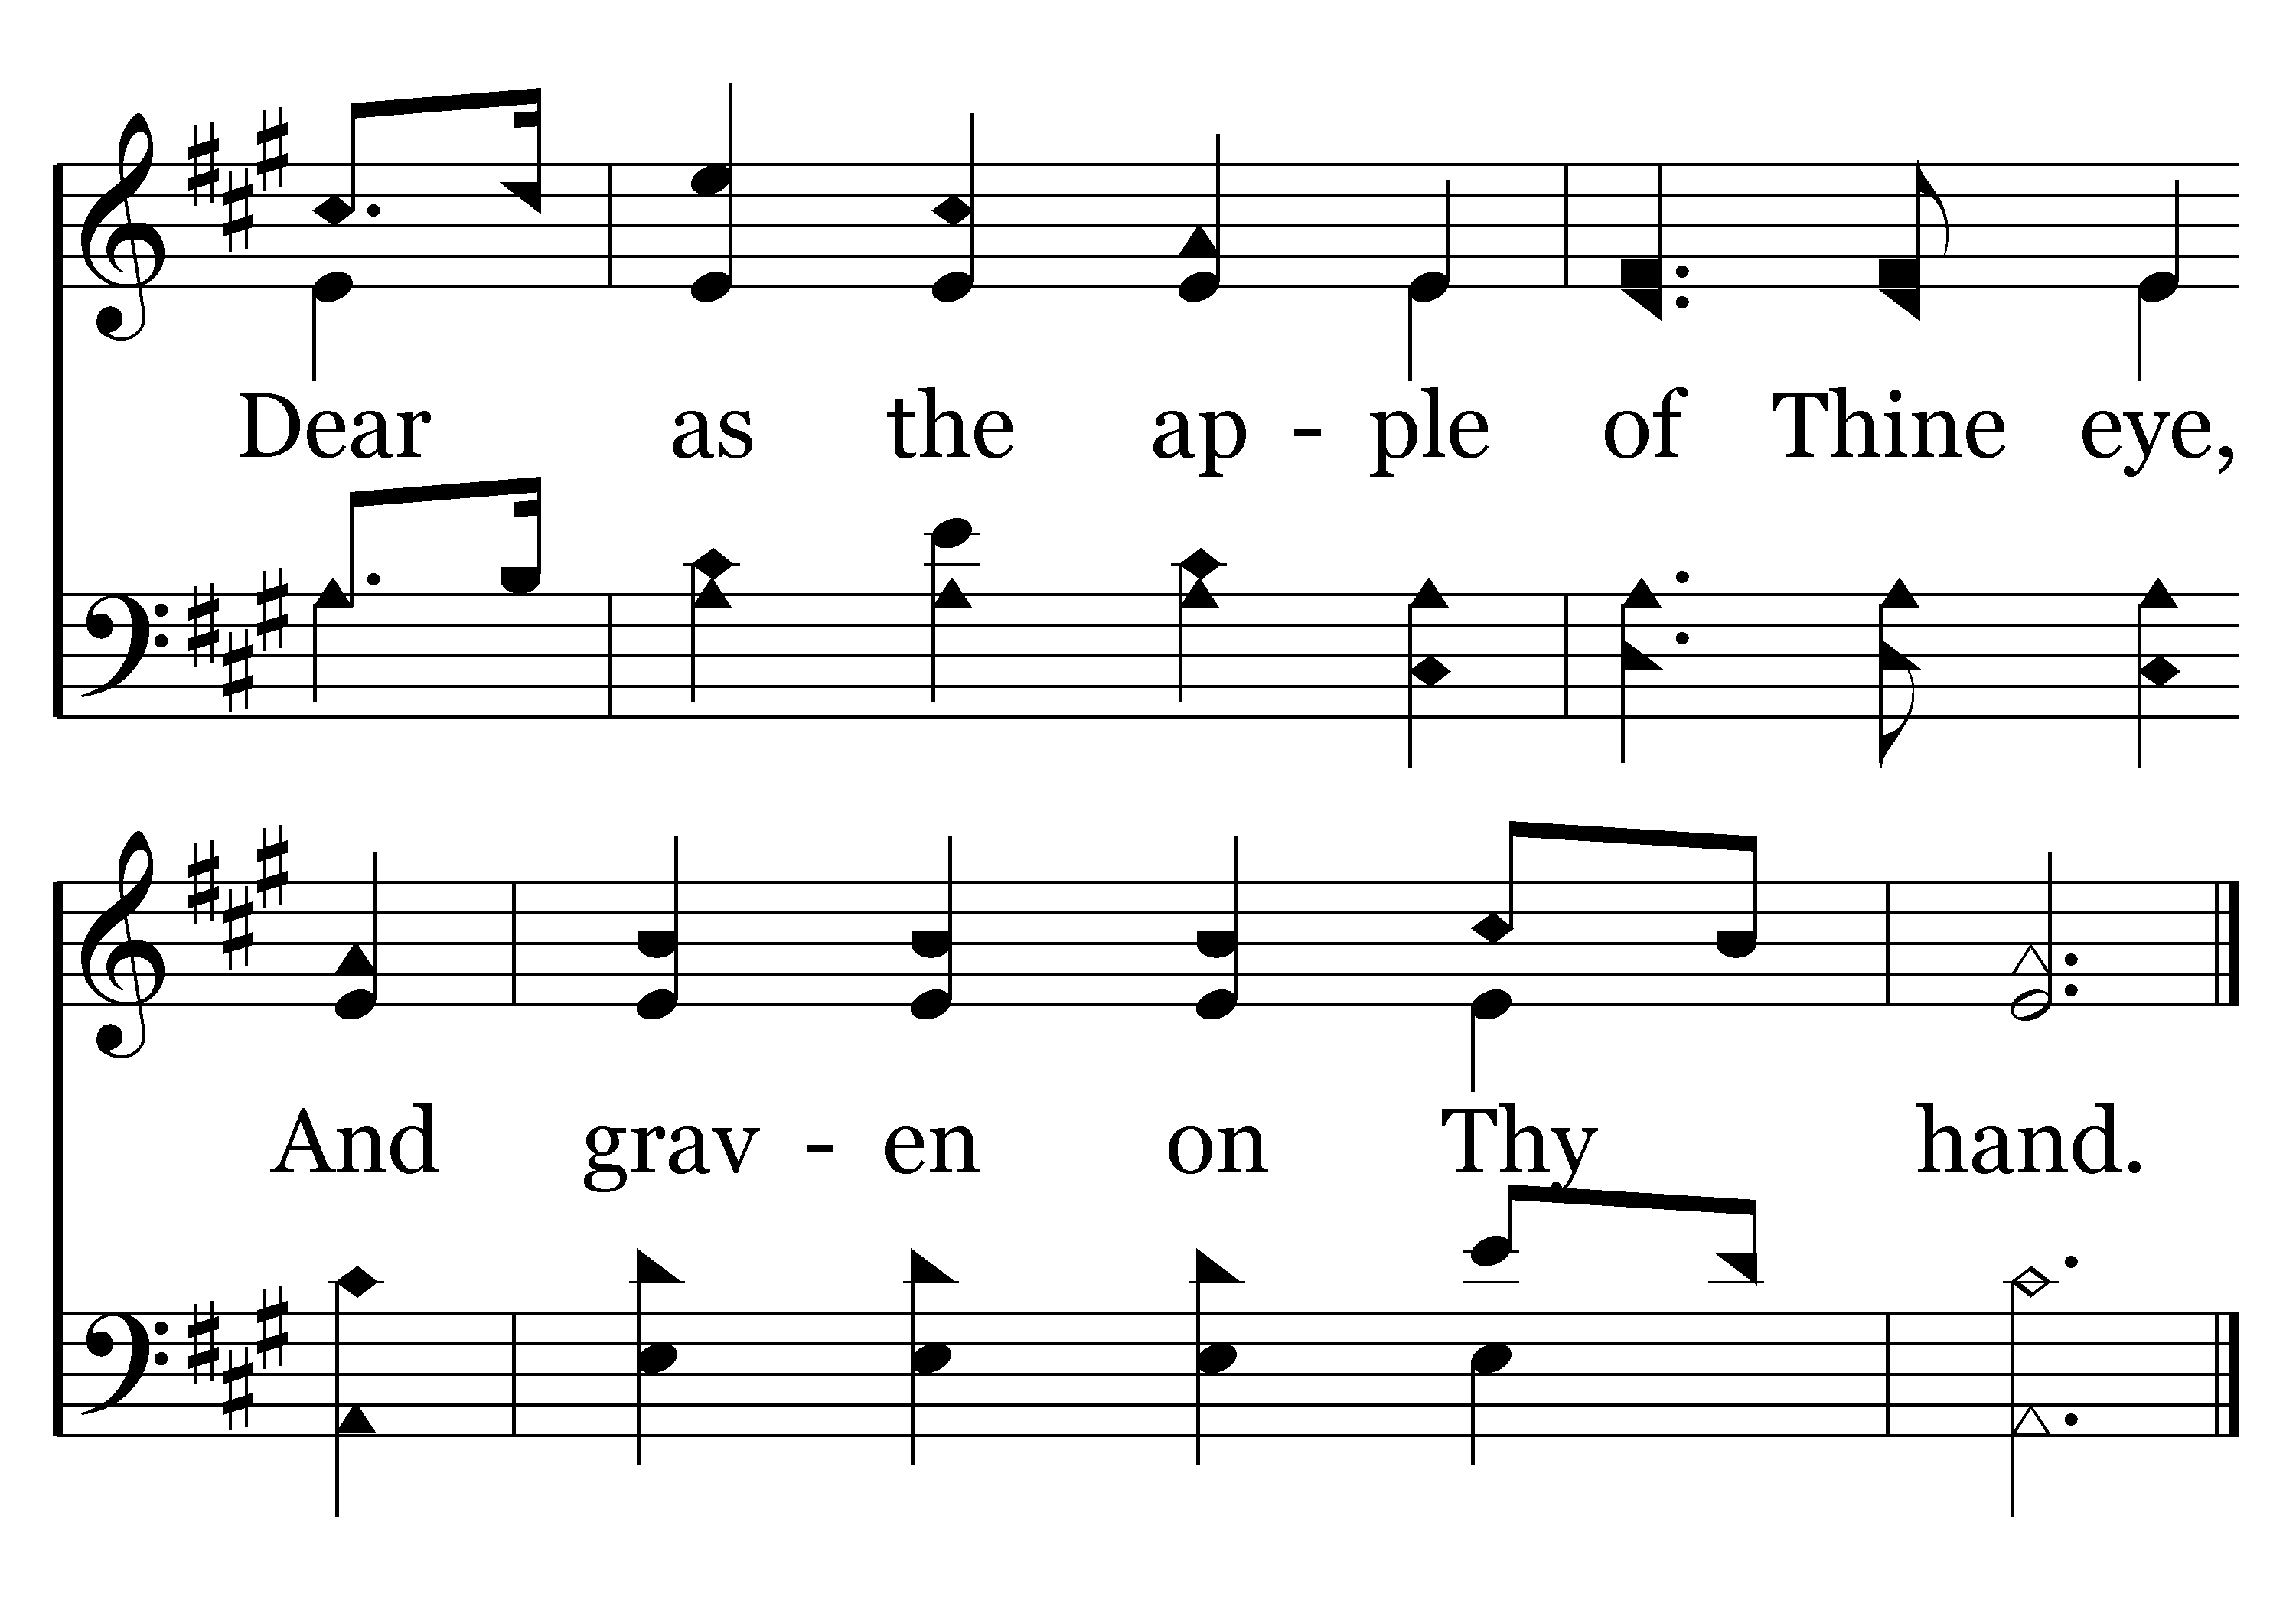 Dear as the ap - ple of Thine eye,
And grav - en on Thy hand.